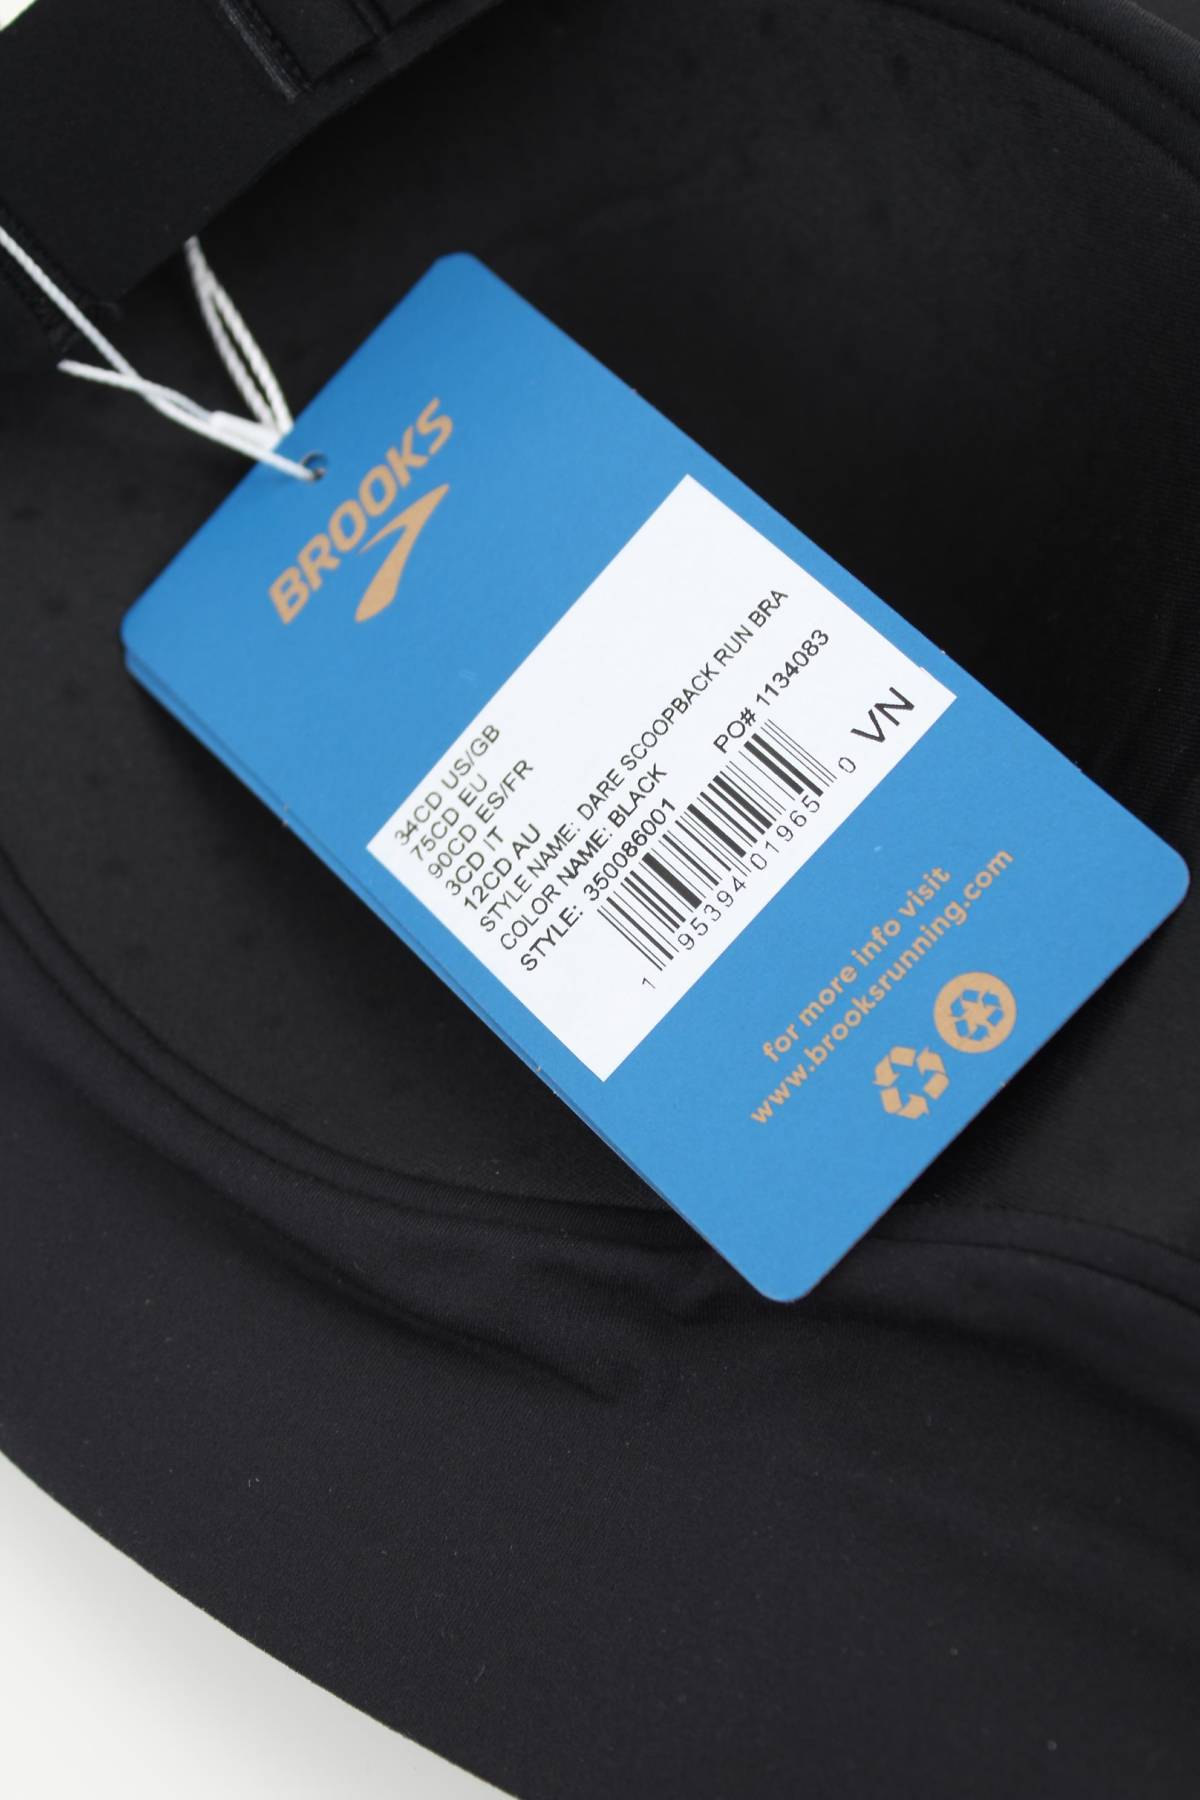 BROOKS
34CD US/GB
75CD EU
90CD ES/FR
3CD IT
12CD AU
STYLE NAME: DARE SCOOPBACK RUN BRA
COLOR NAME: BLACK
STYLE: 350086001 PO# 1134083
1 95394 01965 0 VN
for more info visit
www.brooksrunning.com